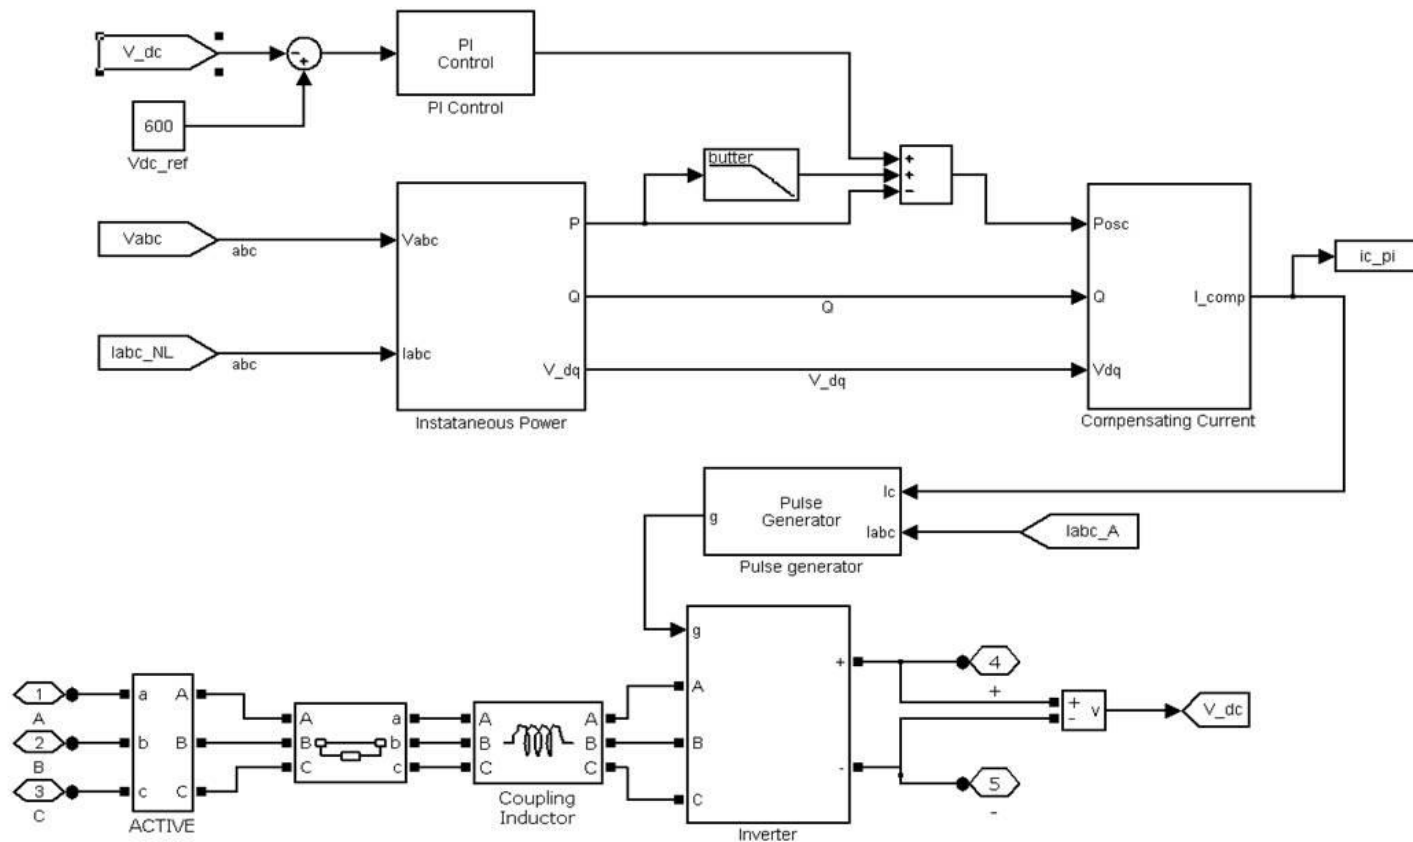 V_dc
-
+
PI
Control
PI Control
600
Vdc_ref
butter
+
+
-
Vabc
abc
Iabc_NL
abc
Vabc
Iabc
P
Q
V_dq
Instataneous Power
Q
V_dq
Posc
Q
Vdq
I_comp
Compensating Current
ic_pi
Pulse
Generator
g
Ic
Iabc
Pulse generator
Iabc_A
1
A
2
B
3
C
a
b
c
A
B
C
ACTIVE
A
B
C
a
b
c
A
B
C
A
B
C
Coupling
Inductor
g
A
B
C
+
-
Inverter
4
+
5
-
+
-
v
V_dc